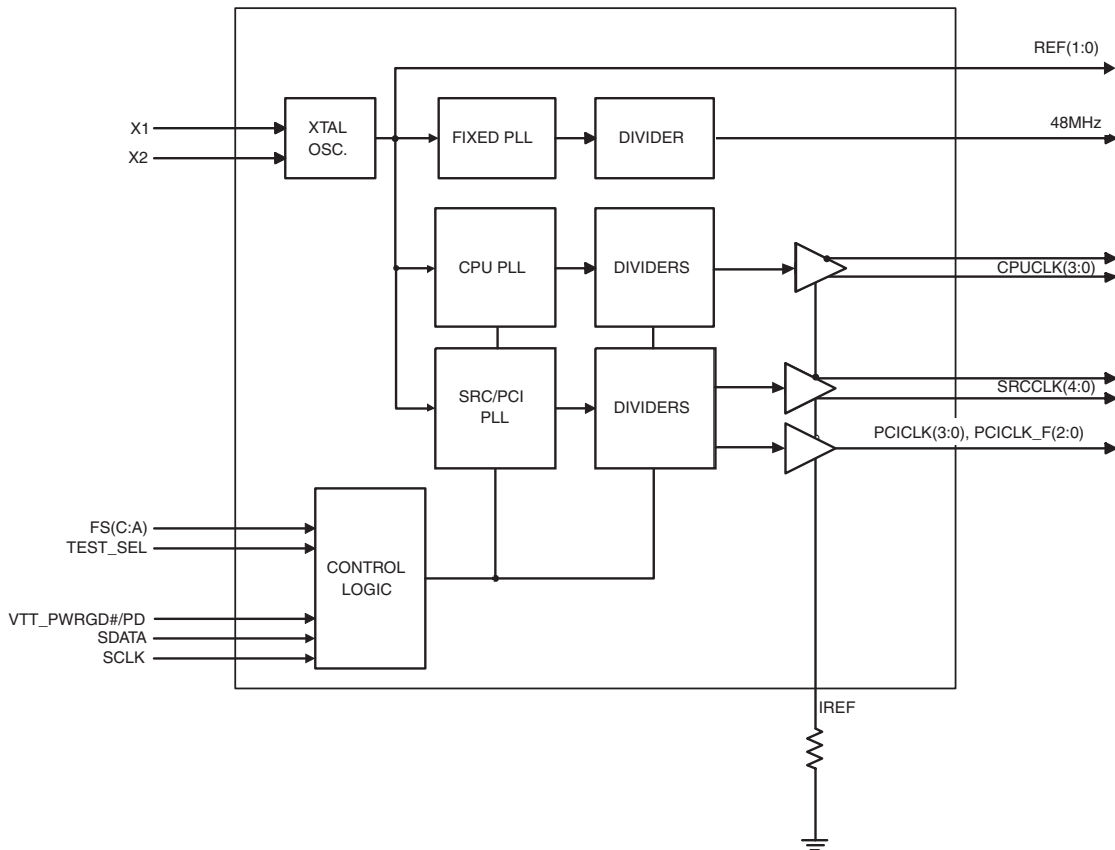 REF(1:0)
X1
X2
XTAL
OSC.
FIXED PLL
DIVIDER
48MHz
CPU PLL
DIVIDERS
CPUCLK(3:0)
SRC/PCI
PLL
DIVIDERS
SRCCLK(4:0)
PCICLK(3:0), PCICLK_F(2:0)
FS(C:A)
TEST_SEL
CONTROL
LOGIC
VTT_PWRGD#/PD
SDATA
SCLK
IREF